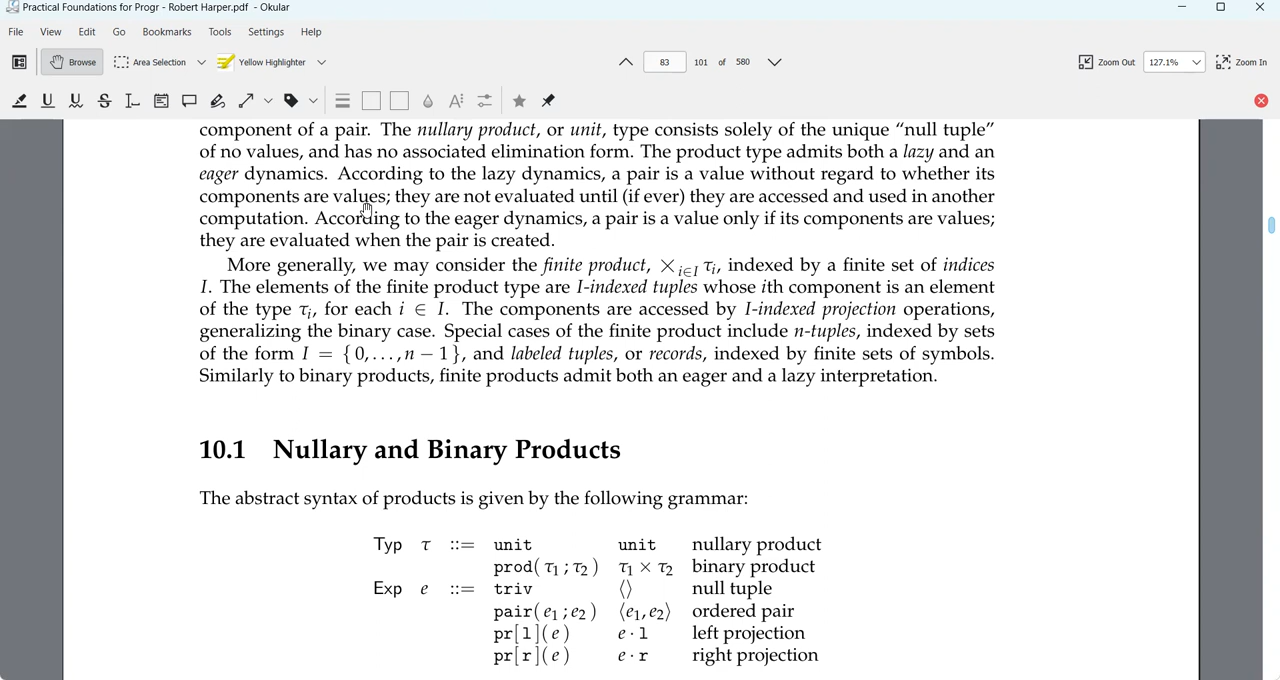 Practical Foundations for Progr - Robert Harper.pdf - Okular
File View Edit Go Bookmarks Tools Settings Help
Browse Area Selection Yellow Highlighter 83 101 of 580 Zoom Out 127.1% Zoom In
component of a pair. The nullary product, or unit, type consists solely of the unique “null tuple”
of no values, and has no associated elimination form. The product type admits both a lazy and an
eager dynamics. According to the lazy dynamics, a pair is a value without regard to whether its
components are values; they are not evaluated until (if ever) they are accessed and used in another
computation. According to the eager dynamics, a pair is a value only if its components are values;
they are evaluated when the pair is created.
More generally, we may consider the finite product, ×i∈I τi, indexed by a finite set of indices
I. The elements of the finite product type are I-indexed tuples whose ith component is an element
of the type τi, for each i ∈ I. The components are accessed by I-indexed projection operations,
generalizing the binary case. Special cases of the finite product include n-tuples, indexed by sets
of the form I = { 0, . . . , n − 1 }, and labeled tuples, or records, indexed by finite sets of symbols.
Similarly to binary products, finite products admit both an eager and a lazy interpretation.
10.1 Nullary and Binary Products
The abstract syntax of products is given by the following grammar:
Typ τ ::= unit unit nullary product
prod( τ1 ; τ2 ) τ1 × τ2 binary product
Exp e ::= triv ⟨⟩ null tuple
pair( e1 ; e2 ) ⟨e1, e2⟩ ordered pair
pr[ l ]( e ) e · l left projection
pr[ r ]( e ) e · r right projection